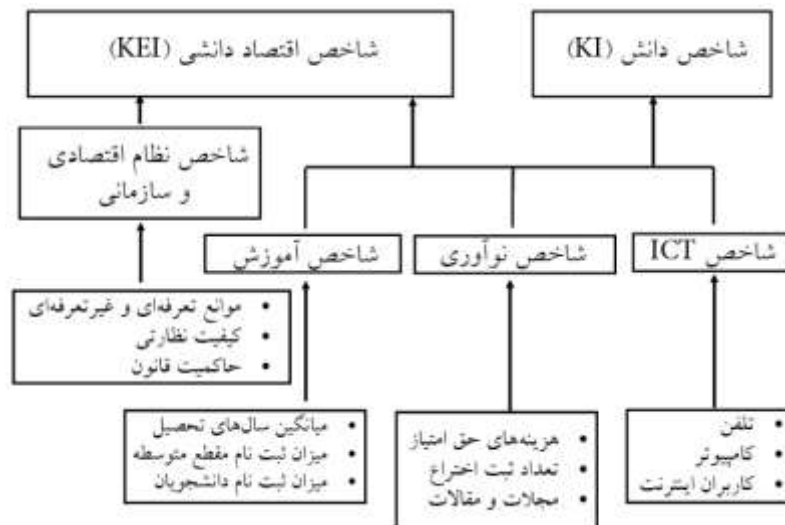 شاخص دانش (KI)
شاخص اقتصاد دانشی (KEI)
شاخص نظام اقتصادی
و سازمانی
شاخص ICT
شاخص نوآوری
شاخص آموزش
• موانع تعرفه‌ای و غیرتعرفه‌ای
• کیفیت نظارتی
• حاکمیت قانون
• تلفن
• کامپیوتر
• کاربران اینترنت
• هزینه‌های حق امتیاز
• تعداد ثبت اختراع
• مجلات و مقالات
• میانگین سال‌های تحصیل
• میزان ثبت نام مقطع متوسطه
• میزان ثبت نام دانشجویان